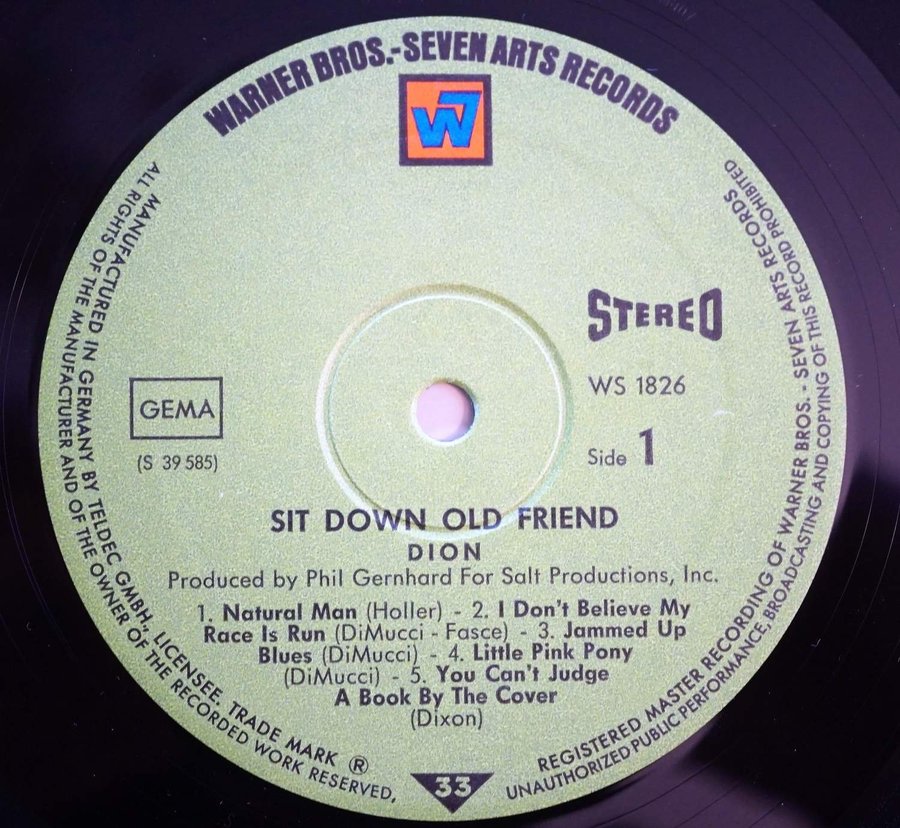 WARNER BROS.-SEVEN ARTS RECORDS
W7
STEREO
WS 1826
GEMA
Side 1
(S 39 585)
SIT DOWN OLD FRIEND
DION
Produced by Phil Gernhard For Salt Productions, Inc.
1. Natural Man (Holler) - 2. I Don't Believe My
Race Is Run (DiMucci - Fasce) - 3. Jammed Up
Blues (DiMucci) - 4. Little Pink Pony
(DiMucci) - 5. You Can't Judge
A Book By The Cover
(Dixon)
33
MANUFACTURED IN GERMANY BY TELDEC GMBH, LICENSEE. TRADE MARK ®
ALL RIGHTS OF THE MANUFACTURER AND OF THE OWNER OF THE RECORDED WORK RESERVED,
REGISTERED MASTER RECORDING OF WARNER BROS. - SEVEN ARTS RECORDS
UNAUTHORIZED PUBLIC PERFORMANCE, BROADCASTING AND COPYING OF THIS RECORD PROHIBITED